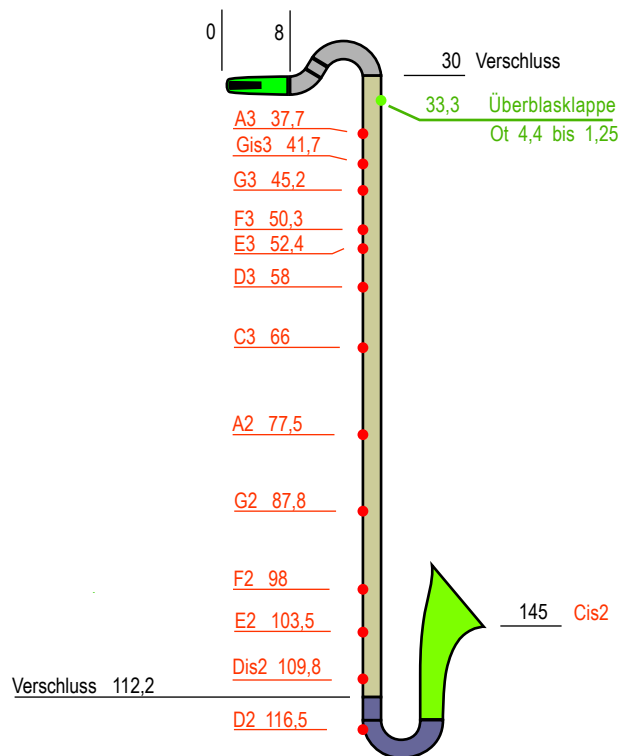 0 8
30 Verschluss
33,3 Überblasklappe
Ot 4,4 bis 1,25
A3 37,7
Gis3 41,7
G3 45,2
F3 50,3
E3 52,4
D3 58
C3 66
A2 77,5
G2 87,8
F2 98
E2 103,5
145 Cis2
Dis2 109,8
Verschluss 112,2
D2 116,5